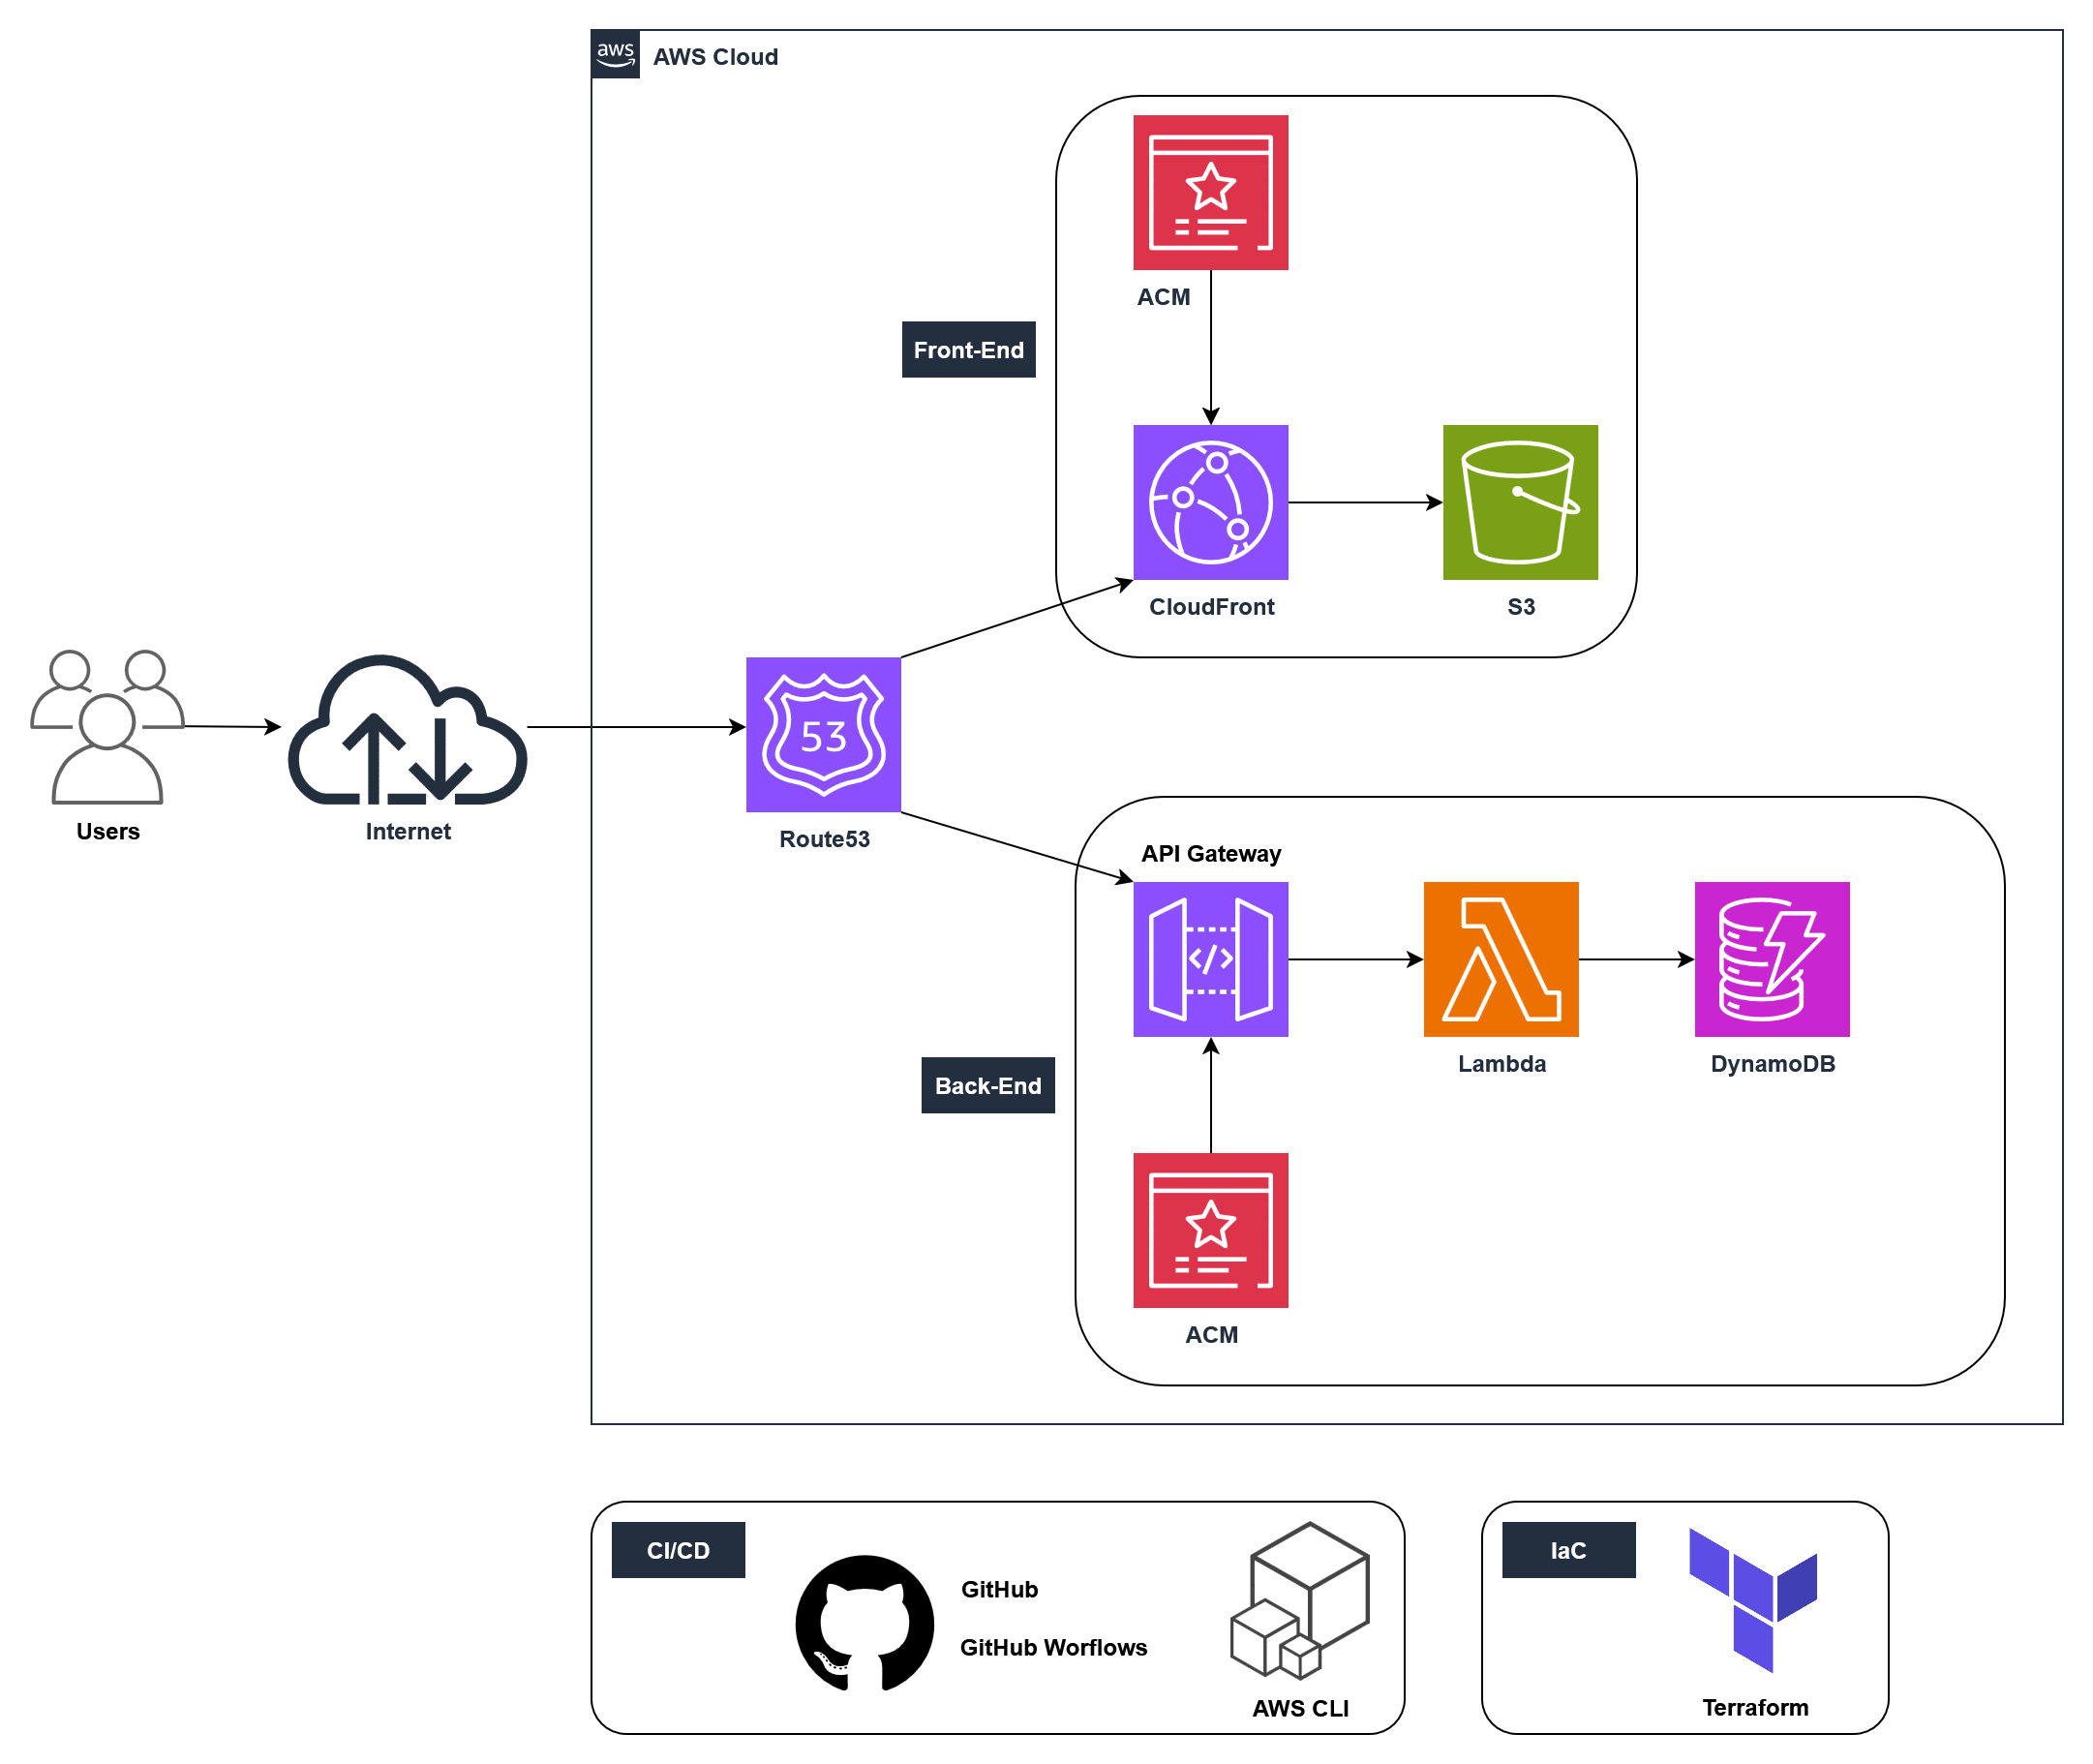 aws
AWS Cloud
ACM
Front-End
CloudFront
S3
Users
Internet
53
Route53
API Gateway
</>
Lambda
DynamoDB
Back-End
ACM
CI/CD
GitHub
GitHub Worflows
AWS CLI
IaC
Terraform